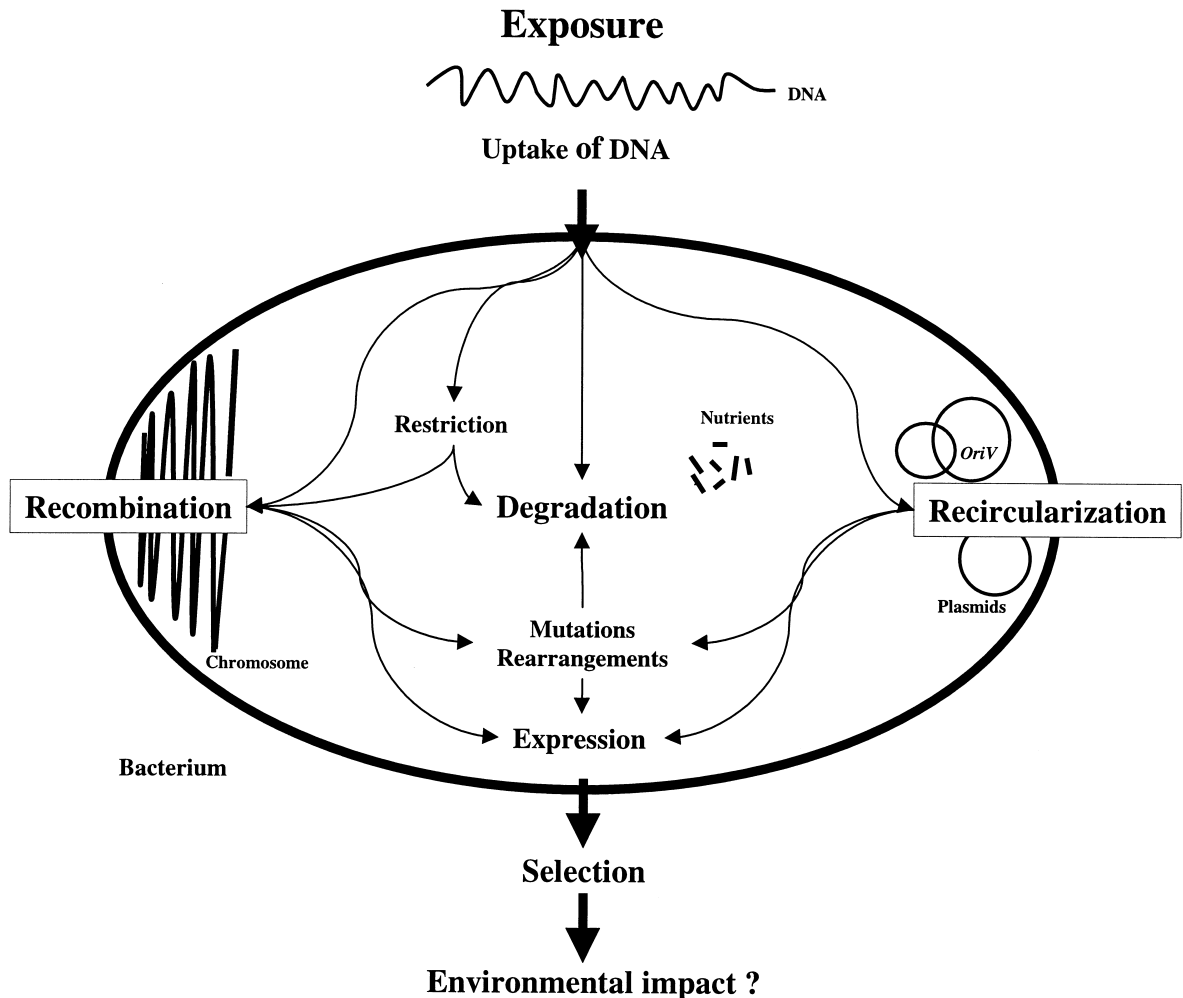 Exposure
DNA
Uptake of DNA
Restriction
Nutrients
OriV
Recombination
Degradation
Recircularization
Plasmids
Mutations
Rearrangements
Chromosome
Expression
Bacterium
Selection
Environmental impact ?